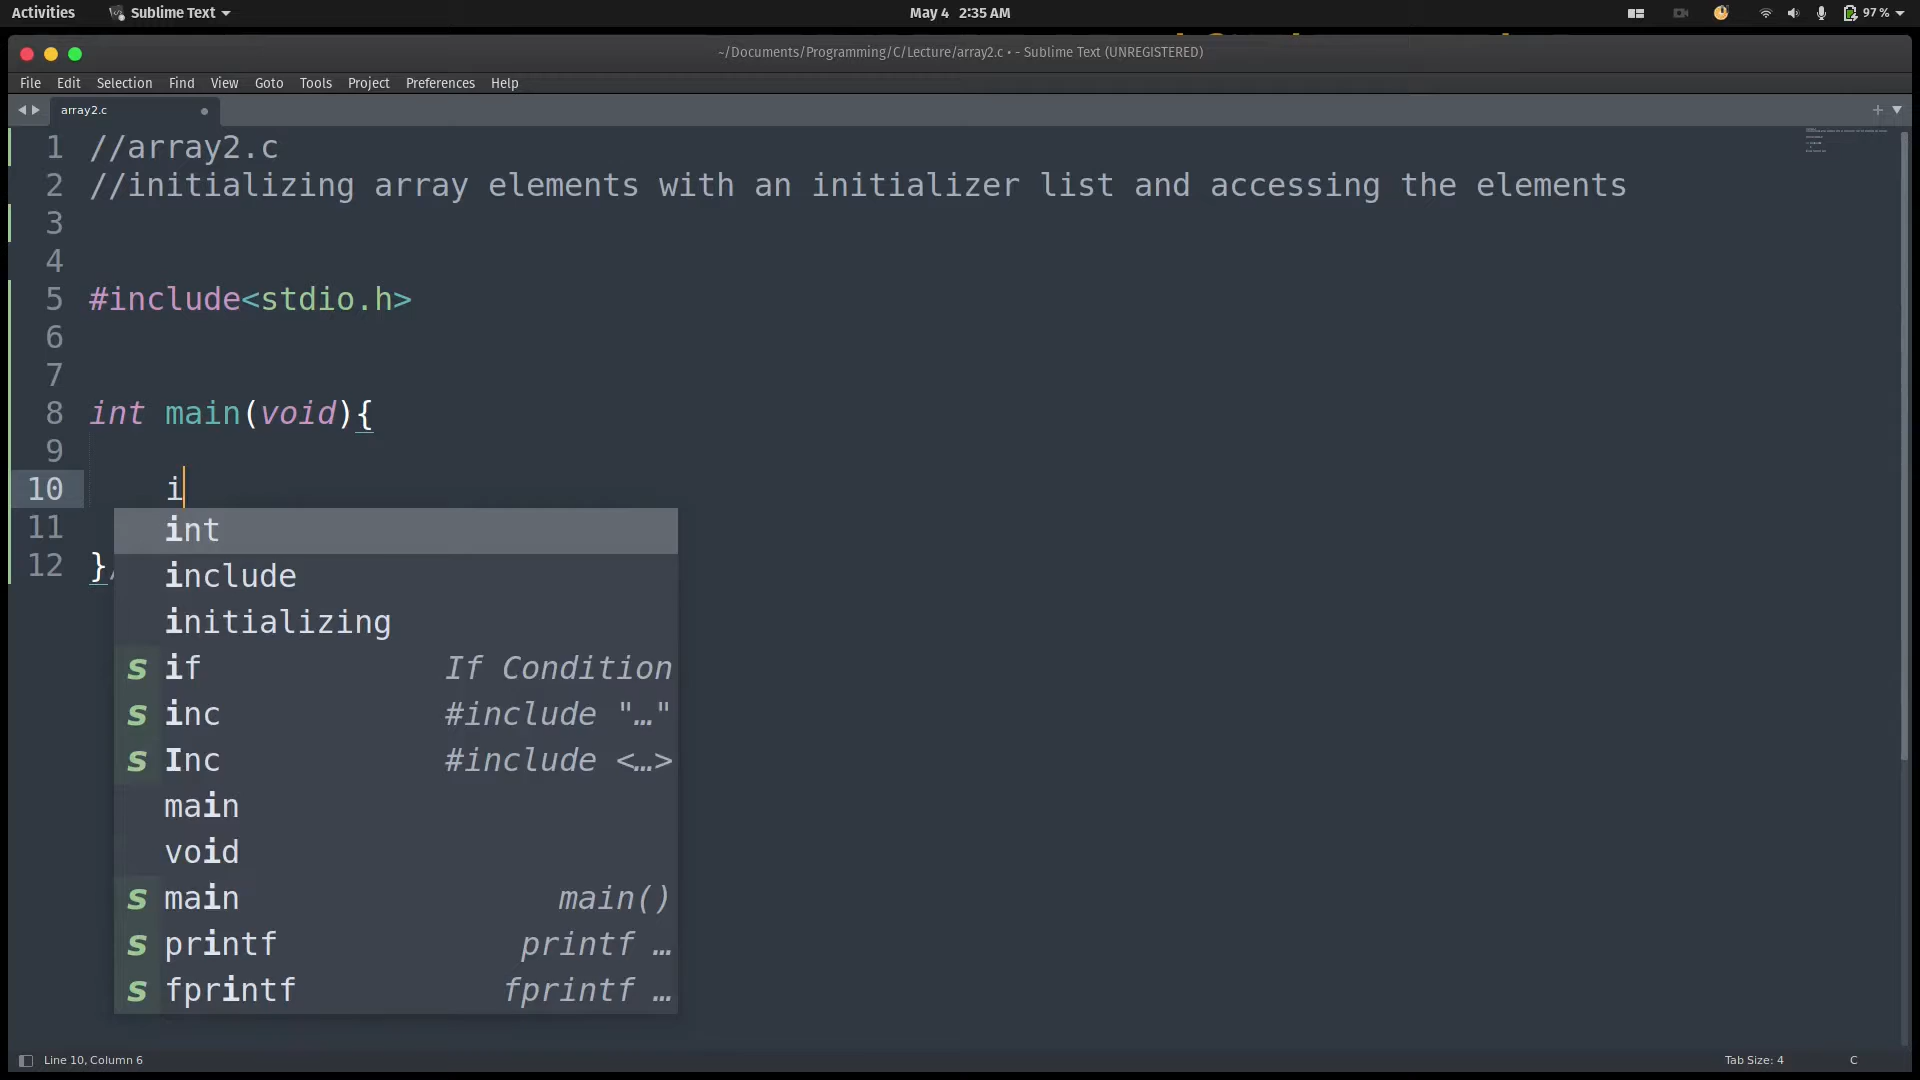 Activities Sublime Text May 4 2:35 AM 97 %
~/Documents/Programming/C/Lecture/array2.c • - Sublime Text (UNREGISTERED)
File Edit Selection Find View Goto Tools Project Preferences Help
array2.c
1 //array2.c
2 //initializing array elements with an initializer list and accessing the elements
3
4
5 #include<stdio.h>
6
7
8 int main(void){
9
10 i
11
12 }
int
include
initializing
s if If Condition
s inc #include "…"
s Inc #include <…>
main
void
s main main()
s printf printf …
s fprintf fprintf …
Line 10, Column 6 Tab Size: 4 C